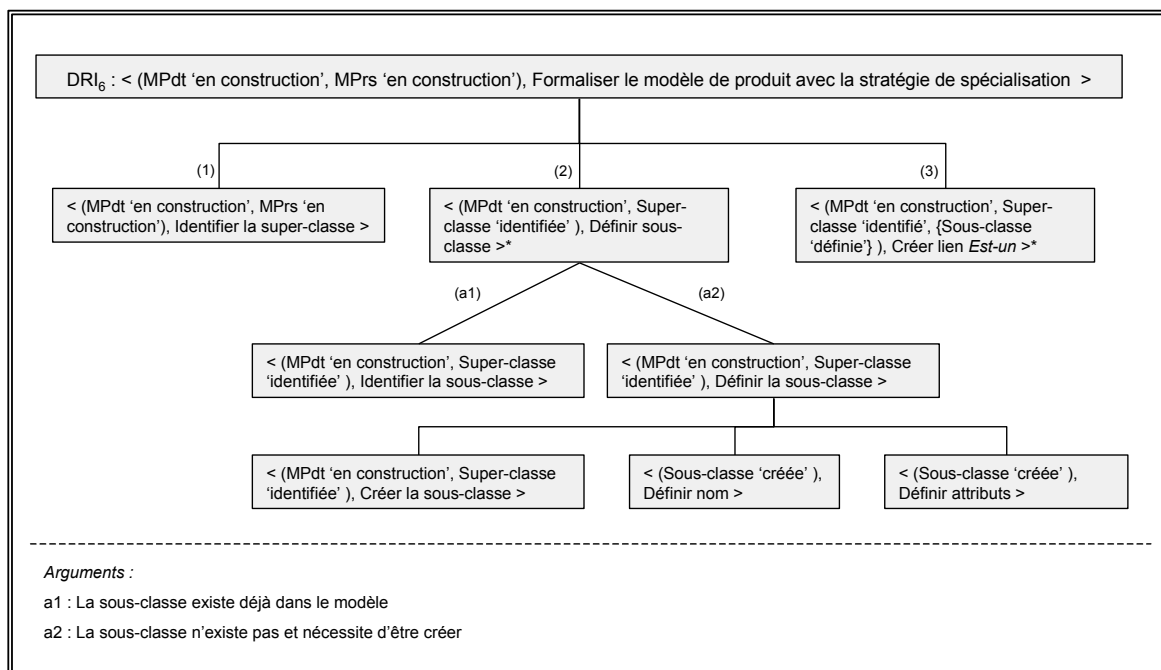 DRI6 : < (MPdt ‘en construction’, MPrs ‘en construction’), Formaliser le modèle de produit avec la stratégie de spécialisation >
(1)
(2)
(3)
< (MPdt ‘en construction’, MPrs ‘en
construction’), Identifier la super-classe >
< (MPdt ‘en construction’, Super-
classe ‘identifiée’ ), Définir sous-
classe >*
< (MPdt ‘en construction’, Super-
classe ‘identifié’, {Sous-classe
‘définie’} ), Créer lien Est-un >*
(a1)
(a2)
< (MPdt ‘en construction’, Super-classe
‘identifiée’ ), Identifier la sous-classe >
< (MPdt ‘en construction’, Super-classe
‘identifiée’ ), Définir la sous-classe >
< (MPdt ‘en construction’, Super-classe
‘identifiée’ ), Créer la sous-classe >
< (Sous-classe ‘créée’ ),
Définir nom >
< (Sous-classe ‘créée’ ),
Définir attributs >
Arguments :
a1 : La sous-classe existe déjà dans le modèle
a2 : La sous-classe n’existe pas et nécessite d’être créer